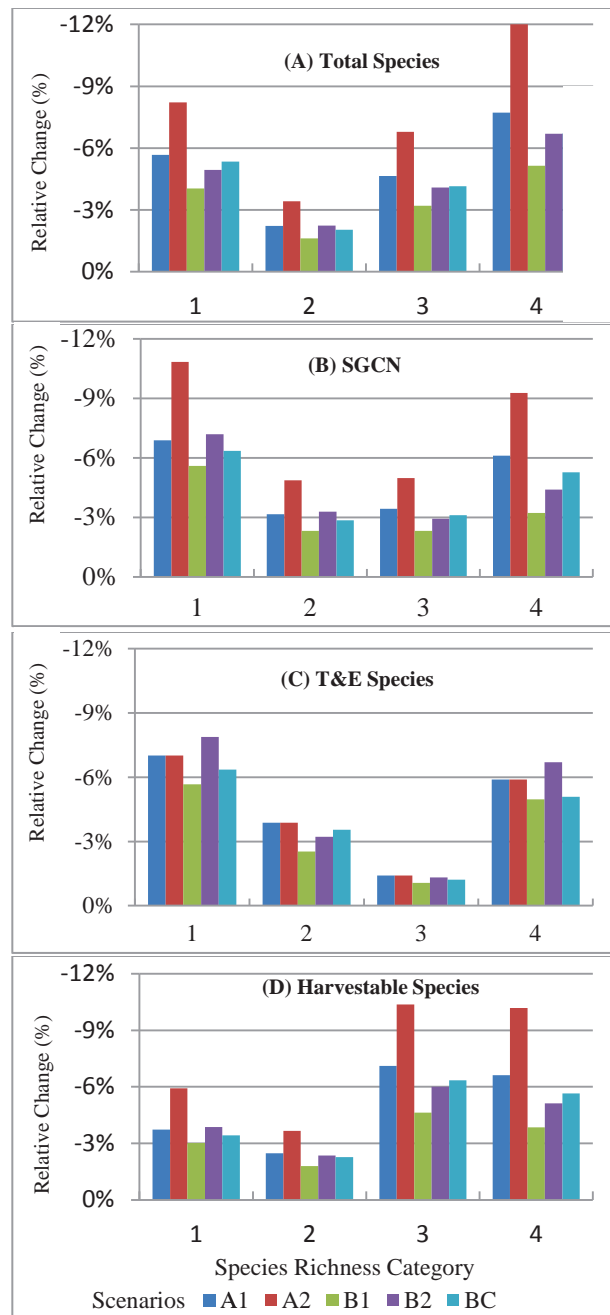 -12%
(A) Total Species
-9%
-6%
-3%
0%
Relative Change (%)
1 2 3 4
-12%
(B) SGCN
-9%
-6%
-3%
0%
Relative Change (%)
1 2 3 4
-12%
(C) T&E Species
-9%
-6%
-3%
0%
Relative Change (%)
1 2 3 4
-12%
(D) Harvestable Species
-9%
-6%
-3%
0%
Relative Change (%)
1 2 3 4
Species Richness Category
Scenarios A1 A2 B1 B2 BC